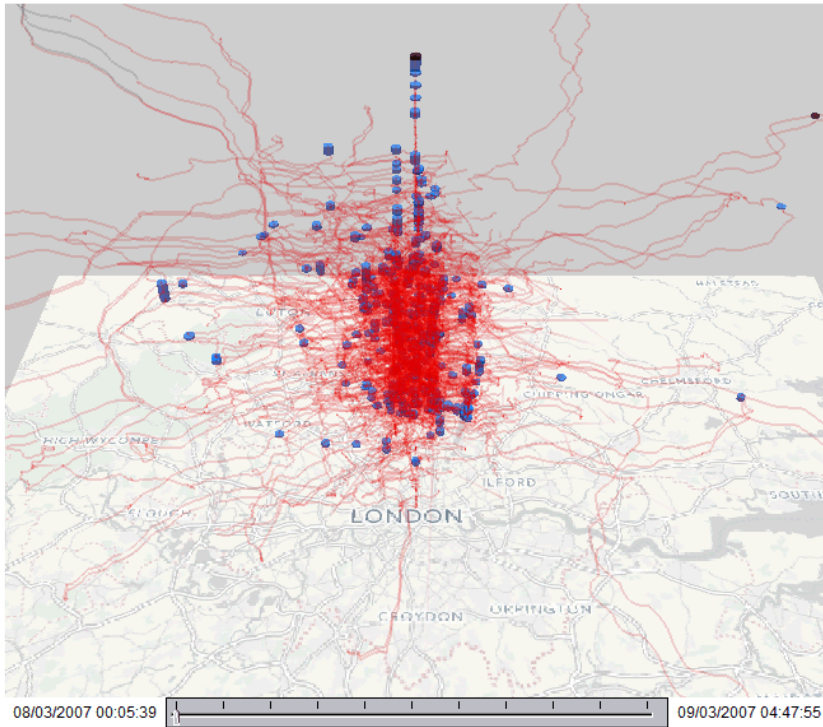 HALSTEAD
LUTON
CHELMSFORD
CHIPPING ONGAR
WATFORD
HIGH WYCOMBE
ILFORD
SLOUGH
SOUTH
LONDON
CROYDON
ORPINGTON
08/03/2007 00:05:39 09/03/2007 04:47:55